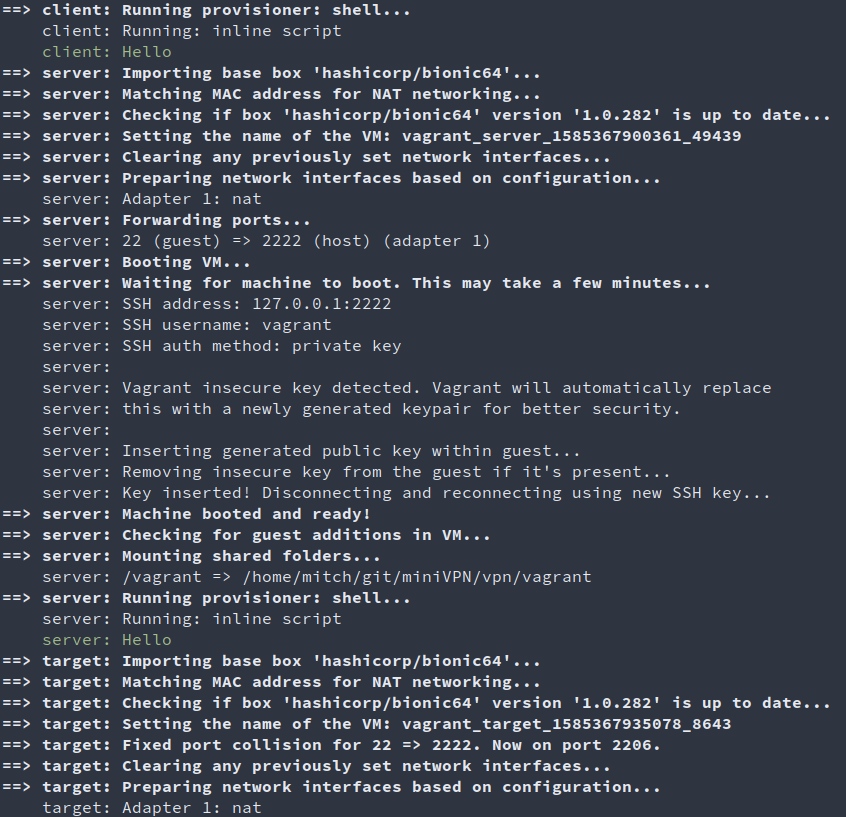 ==> client: Running provisioner: shell...
    client: Running: inline script
    client: Hello
==> server: Importing base box 'hashicorp/bionic64'...
==> server: Matching MAC address for NAT networking...
==> server: Checking if box 'hashicorp/bionic64' version '1.0.282' is up to date...
==> server: Setting the name of the VM: vagrant_server_1585367900361_49439
==> server: Clearing any previously set network interfaces...
==> server: Preparing network interfaces based on configuration...
    server: Adapter 1: nat
==> server: Forwarding ports...
    server: 22 (guest) => 2222 (host) (adapter 1)
==> server: Booting VM...
==> server: Waiting for machine to boot. This may take a few minutes...
    server: SSH address: 127.0.0.1:2222
    server: SSH username: vagrant
    server: SSH auth method: private key
    server:
    server: Vagrant insecure key detected. Vagrant will automatically replace
    server: this with a newly generated keypair for better security.
    server:
    server: Inserting generated public key within guest...
    server: Removing insecure key from the guest if it's present...
    server: Key inserted! Disconnecting and reconnecting using new SSH key...
==> server: Machine booted and ready!
==> server: Checking for guest additions in VM...
==> server: Mounting shared folders...
    server: /vagrant => /home/mitch/git/miniVPN/vpn/vagrant
==> server: Running provisioner: shell...
    server: Running: inline script
    server: Hello
==> target: Importing base box 'hashicorp/bionic64'...
==> target: Matching MAC address for NAT networking...
==> target: Checking if box 'hashicorp/bionic64' version '1.0.282' is up to date...
==> target: Setting the name of the VM: vagrant_target_1585367935078_8643
==> target: Fixed port collision for 22 => 2222. Now on port 2206.
==> target: Clearing any previously set network interfaces...
==> target: Preparing network interfaces based on configuration...
    target: Adapter 1: nat